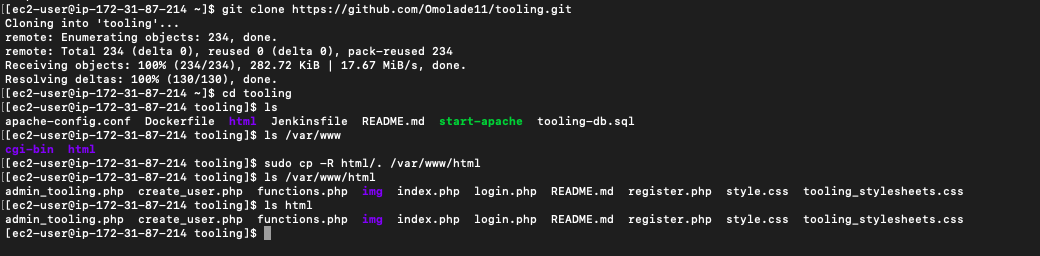 [[ec2-user@ip-172-31-87-214 ~]$ git clone https://github.com/Omolade11/tooling.git
Cloning into 'tooling'...
remote: Enumerating objects: 234, done.
remote: Total 234 (delta 0), reused 0 (delta 0), pack-reused 234
Receiving objects: 100% (234/234), 282.72 KiB | 17.67 MiB/s, done.
Resolving deltas: 100% (130/130), done.
[[ec2-user@ip-172-31-87-214 ~]$ cd tooling
[[ec2-user@ip-172-31-87-214 tooling]$ ls
apache-config.conf  Dockerfile  html  Jenkinsfile  README.md  start-apache  tooling-db.sql
[[ec2-user@ip-172-31-87-214 tooling]$ ls /var/www
cgi-bin  html
[[ec2-user@ip-172-31-87-214 tooling]$ sudo cp -R html/. /var/www/html
[[ec2-user@ip-172-31-87-214 tooling]$ ls /var/www/html
admin_tooling.php  create_user.php  functions.php  img  index.php  login.php  README.md  register.php  style.css  tooling_stylesheets.css
[[ec2-user@ip-172-31-87-214 tooling]$ ls html
admin_tooling.php  create_user.php  functions.php  img  index.php  login.php  README.md  register.php  style.css  tooling_stylesheets.css
[ec2-user@ip-172-31-87-214 tooling]$